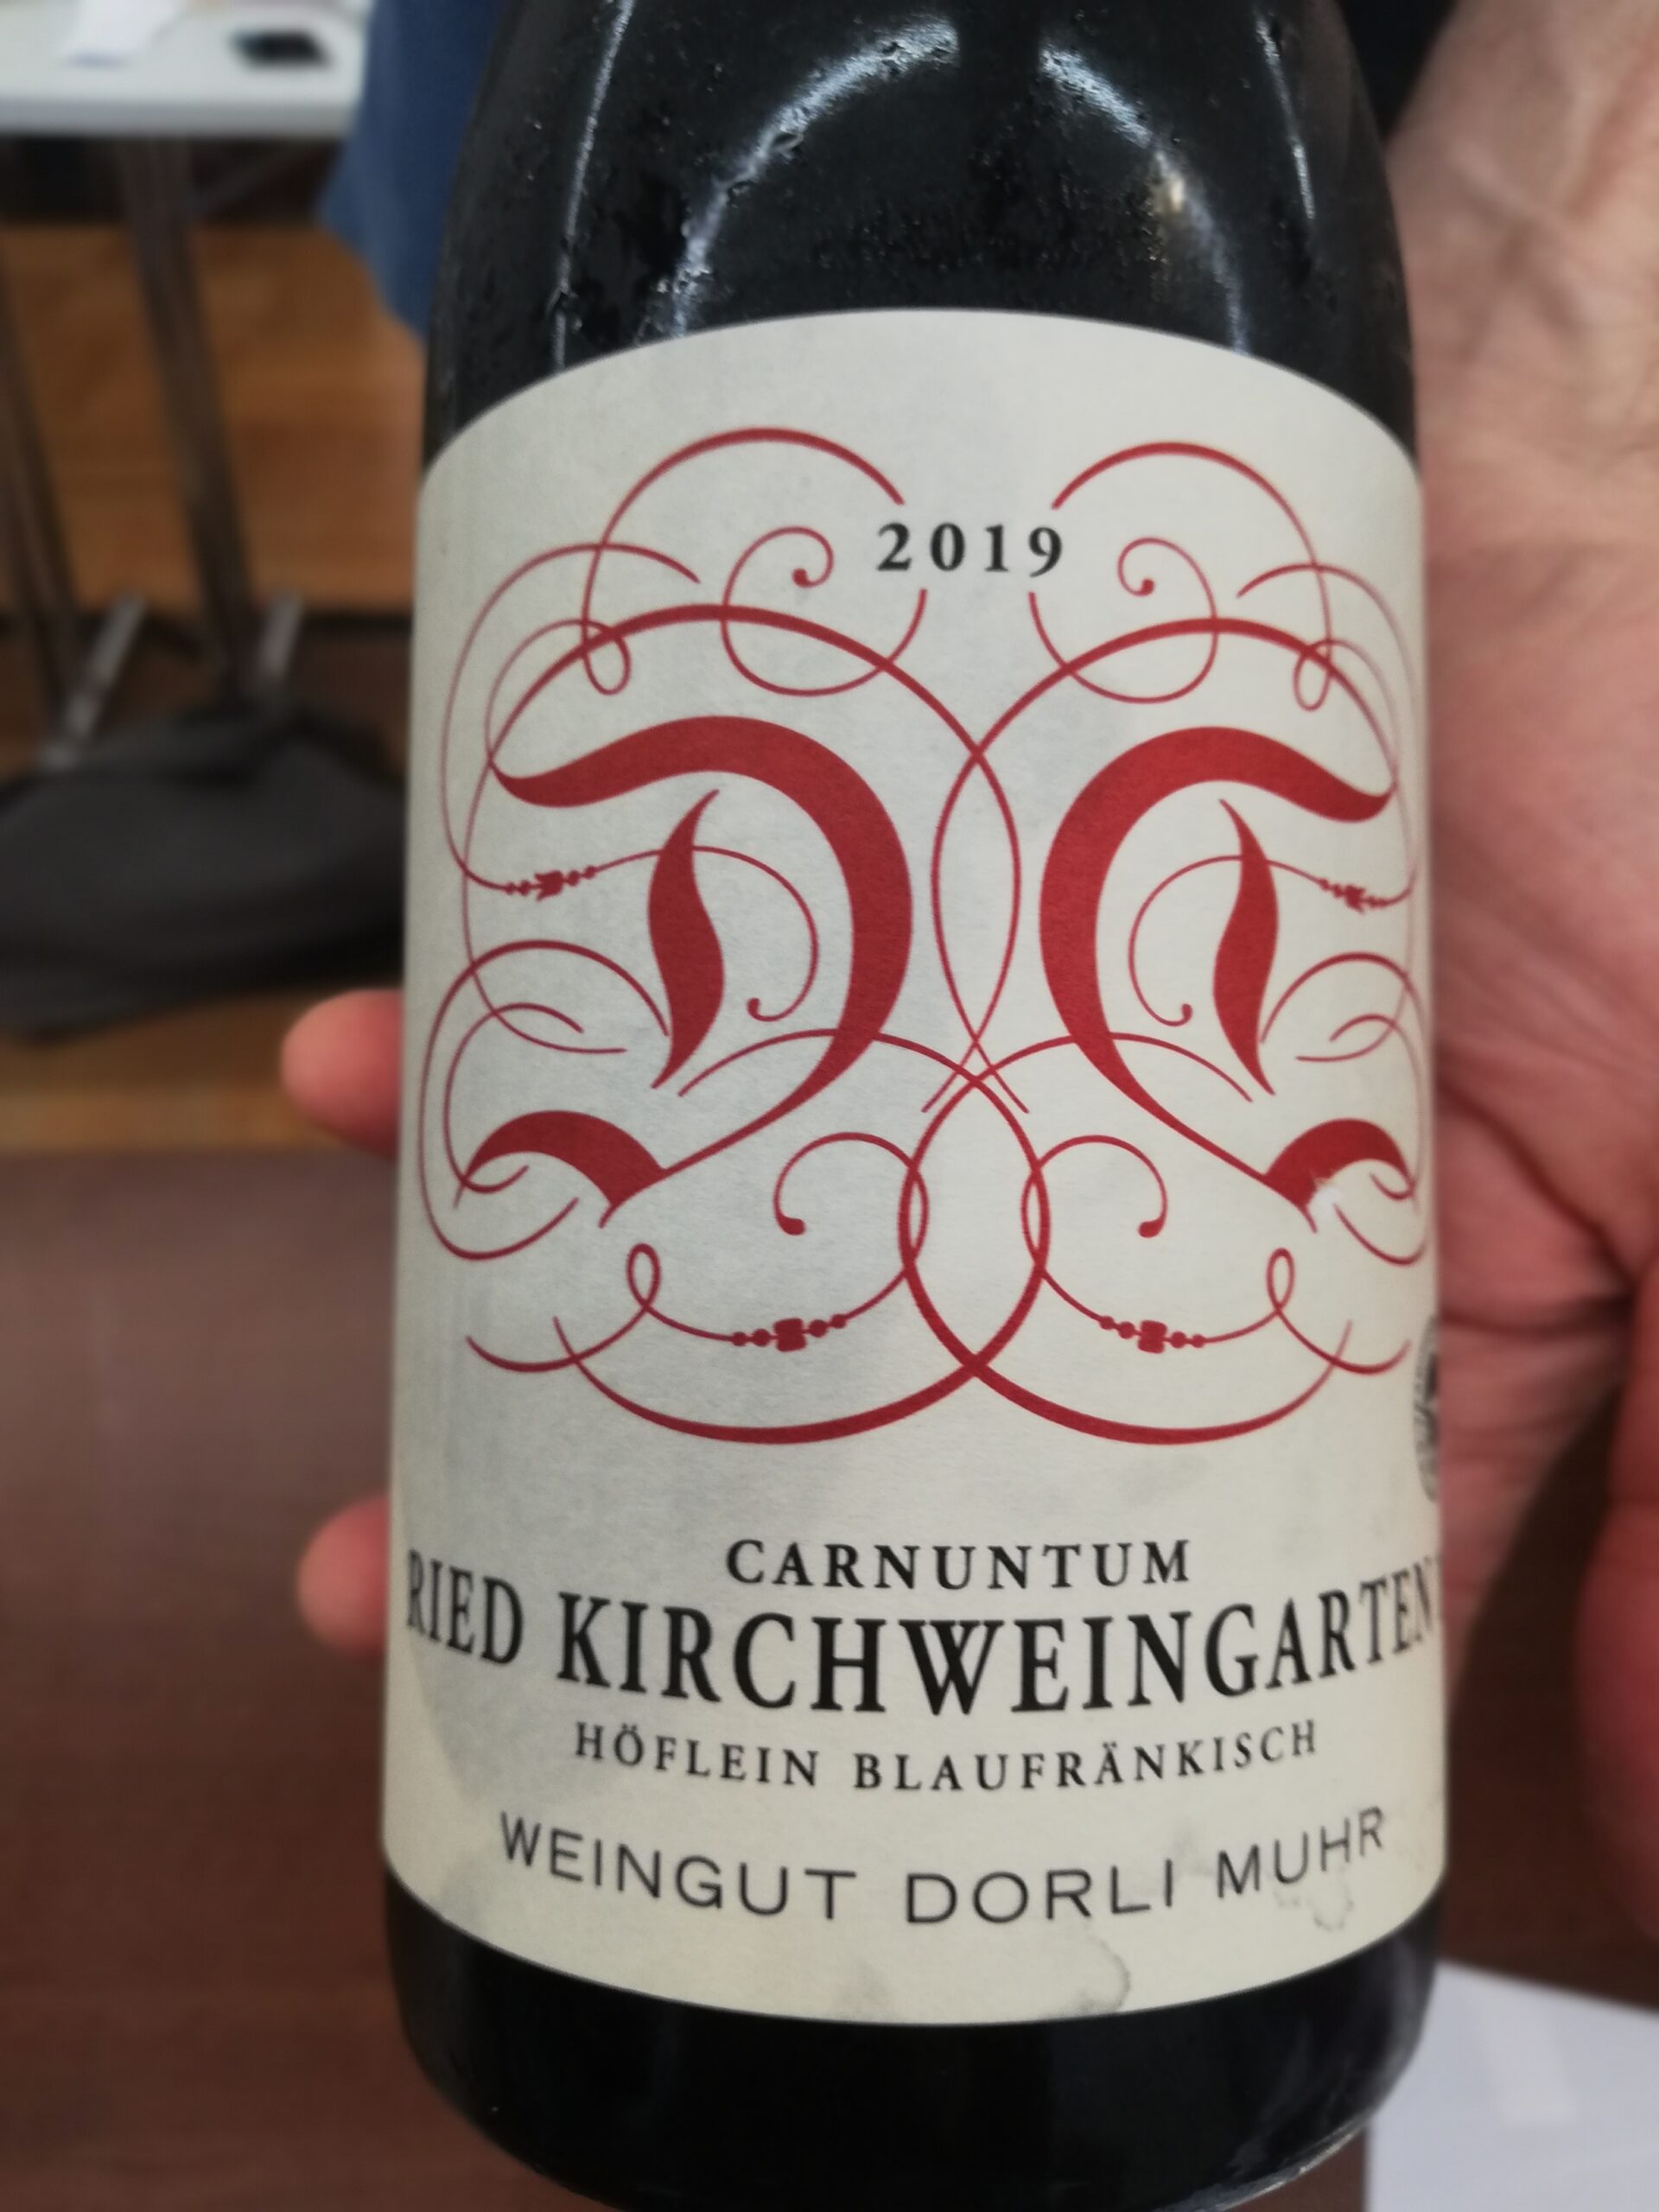 2019
CARNUNTUM
RIED KIRCHWEINGARTEN
HÖFLEIN BLAUFRÄNKISCH
WEINGUT DORLI MUHR